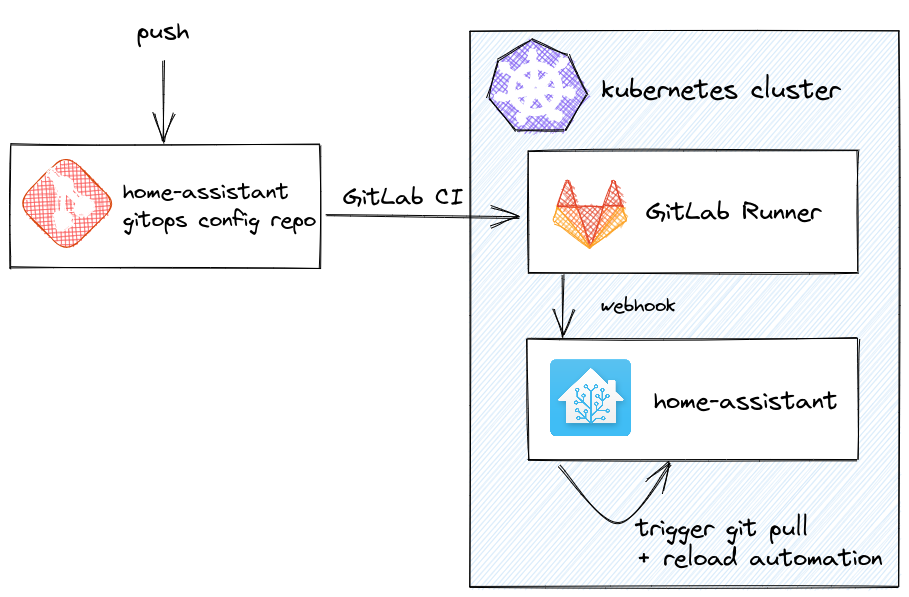 push
kubernetes cluster
home-assistant
gitops config repo
GitLab CI
GitLab Runner
webhook
home-assistant
trigger git pull
+ reload automation